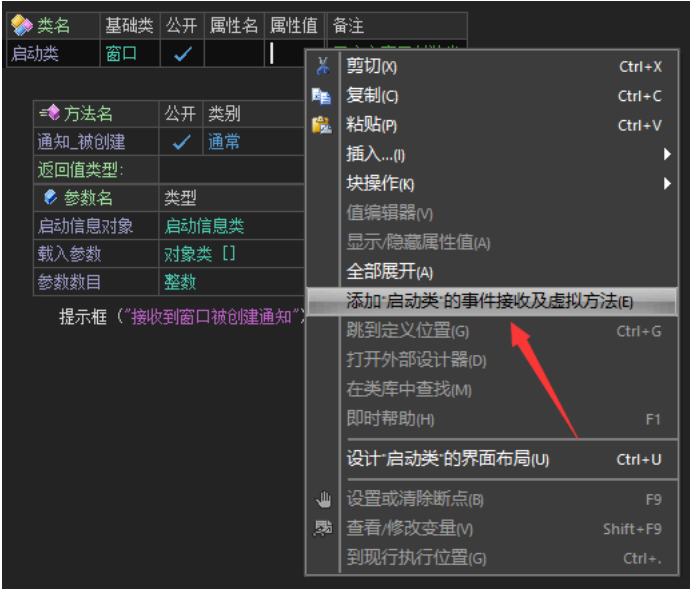 类名 基础类 公开 属性名 属性值 备注
启动类 窗口
方法名 公开 类别
通知_被创建 通常
返回值类型:
参数名 类型
启动信息对象 启动信息类
载入参数 对象类 []
参数数目 整数
提示框 ("接收到窗口被创建通知")
剪切(X) Ctrl+X
复制(C) Ctrl+C
粘贴(P) Ctrl+V
插入...(I)
块操作(K)
值编辑器(V)
显示/隐藏属性值(A)
全部展开(A)
添加"启动类"的事件接收及虚拟方法(E)
跳到定义位置(G) Ctrl+G
打开外部设计器(D)
在类库中查找(M)
即时帮助(H) F1
设计"启动类"的界面布局(U) Ctrl+U
设置或清除断点(B) F9
查看/修改变量(V) Shift+F9
到现行执行位置(G) Ctrl+.